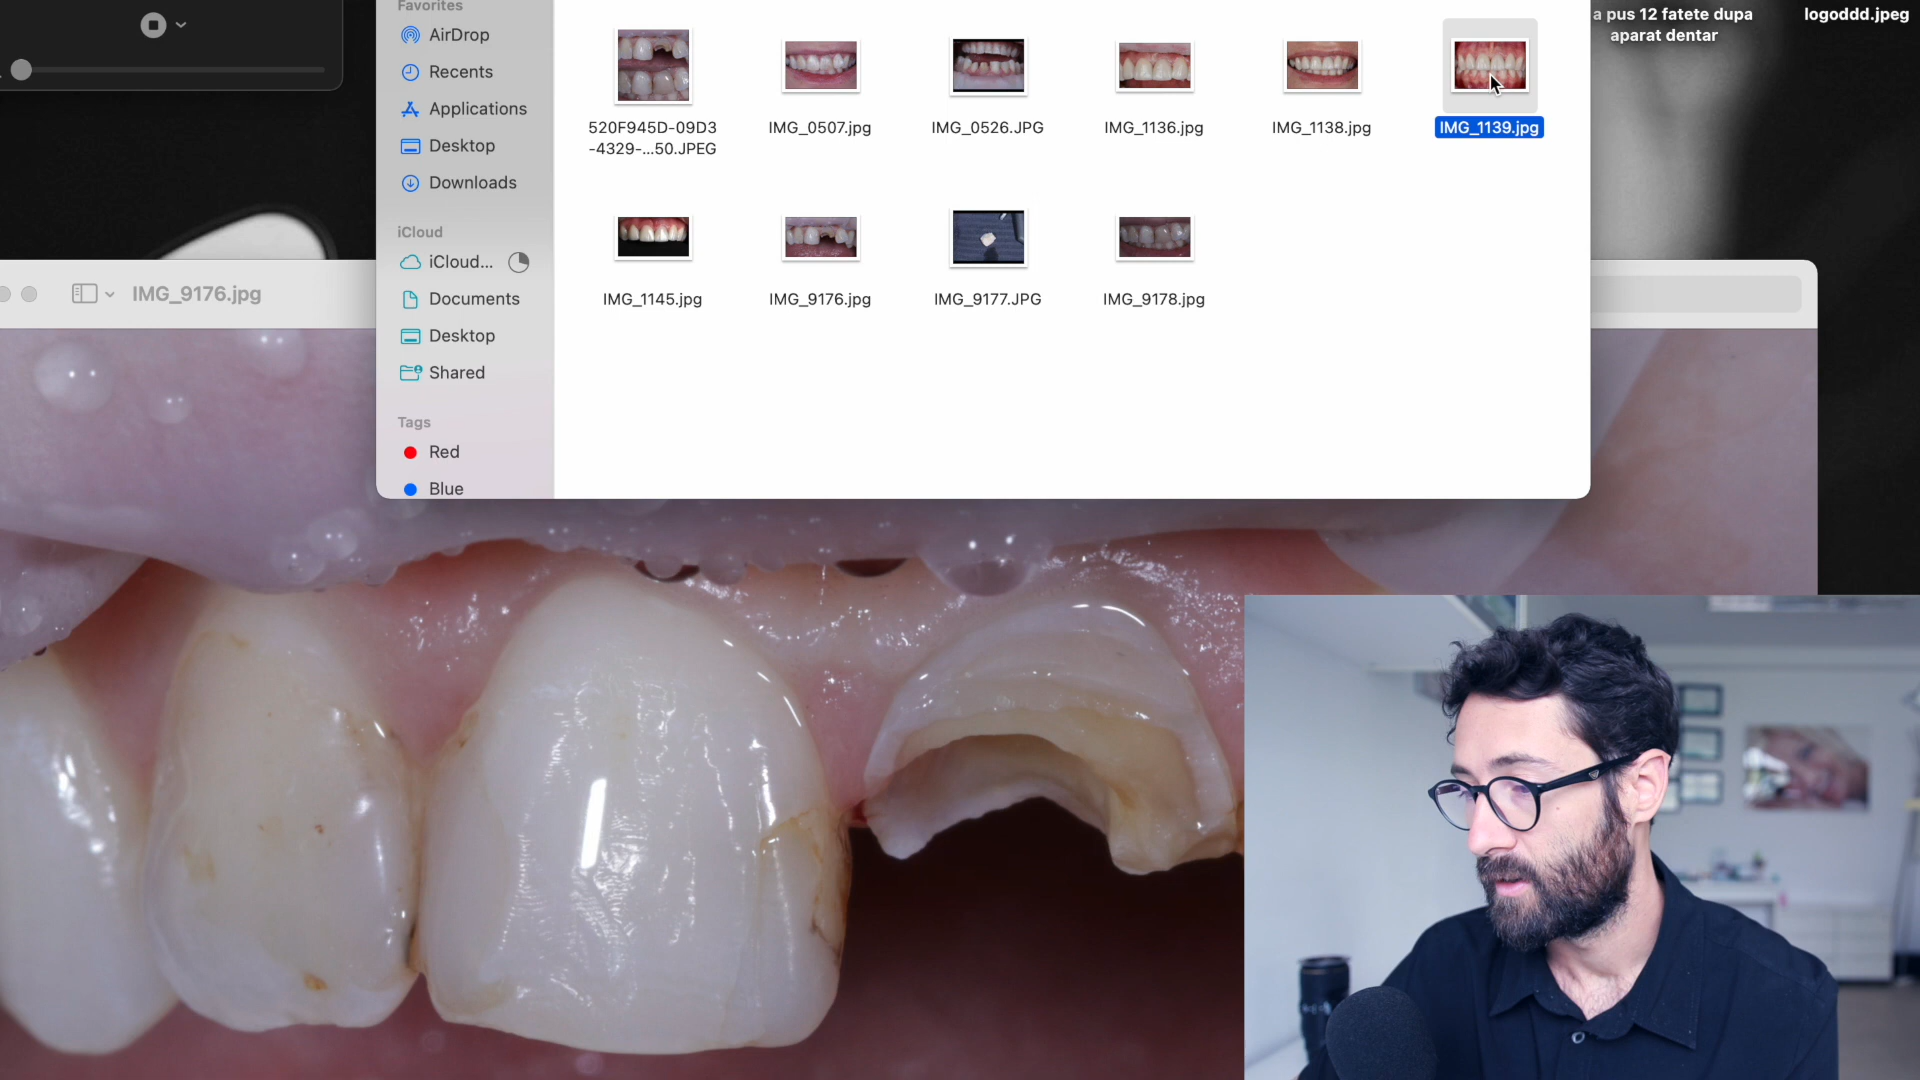 Favorites
AirDrop
Recents
Applications
Desktop
Downloads
iCloud
iCloud...
Documents
Desktop
Shared
Tags
Red
Blue
520F945D-09D3
-4329-...50.JPEG
IMG_0507.jpg
IMG_0526.JPG
IMG_1136.jpg
IMG_1138.jpg
IMG_1139.jpg
IMG_1145.jpg
IMG_9176.jpg
IMG_9177.JPG
IMG_9178.jpg
a pus 12 fatete dupa
aparat dentar
logoddd.jpeg
IMG_9176.jpg